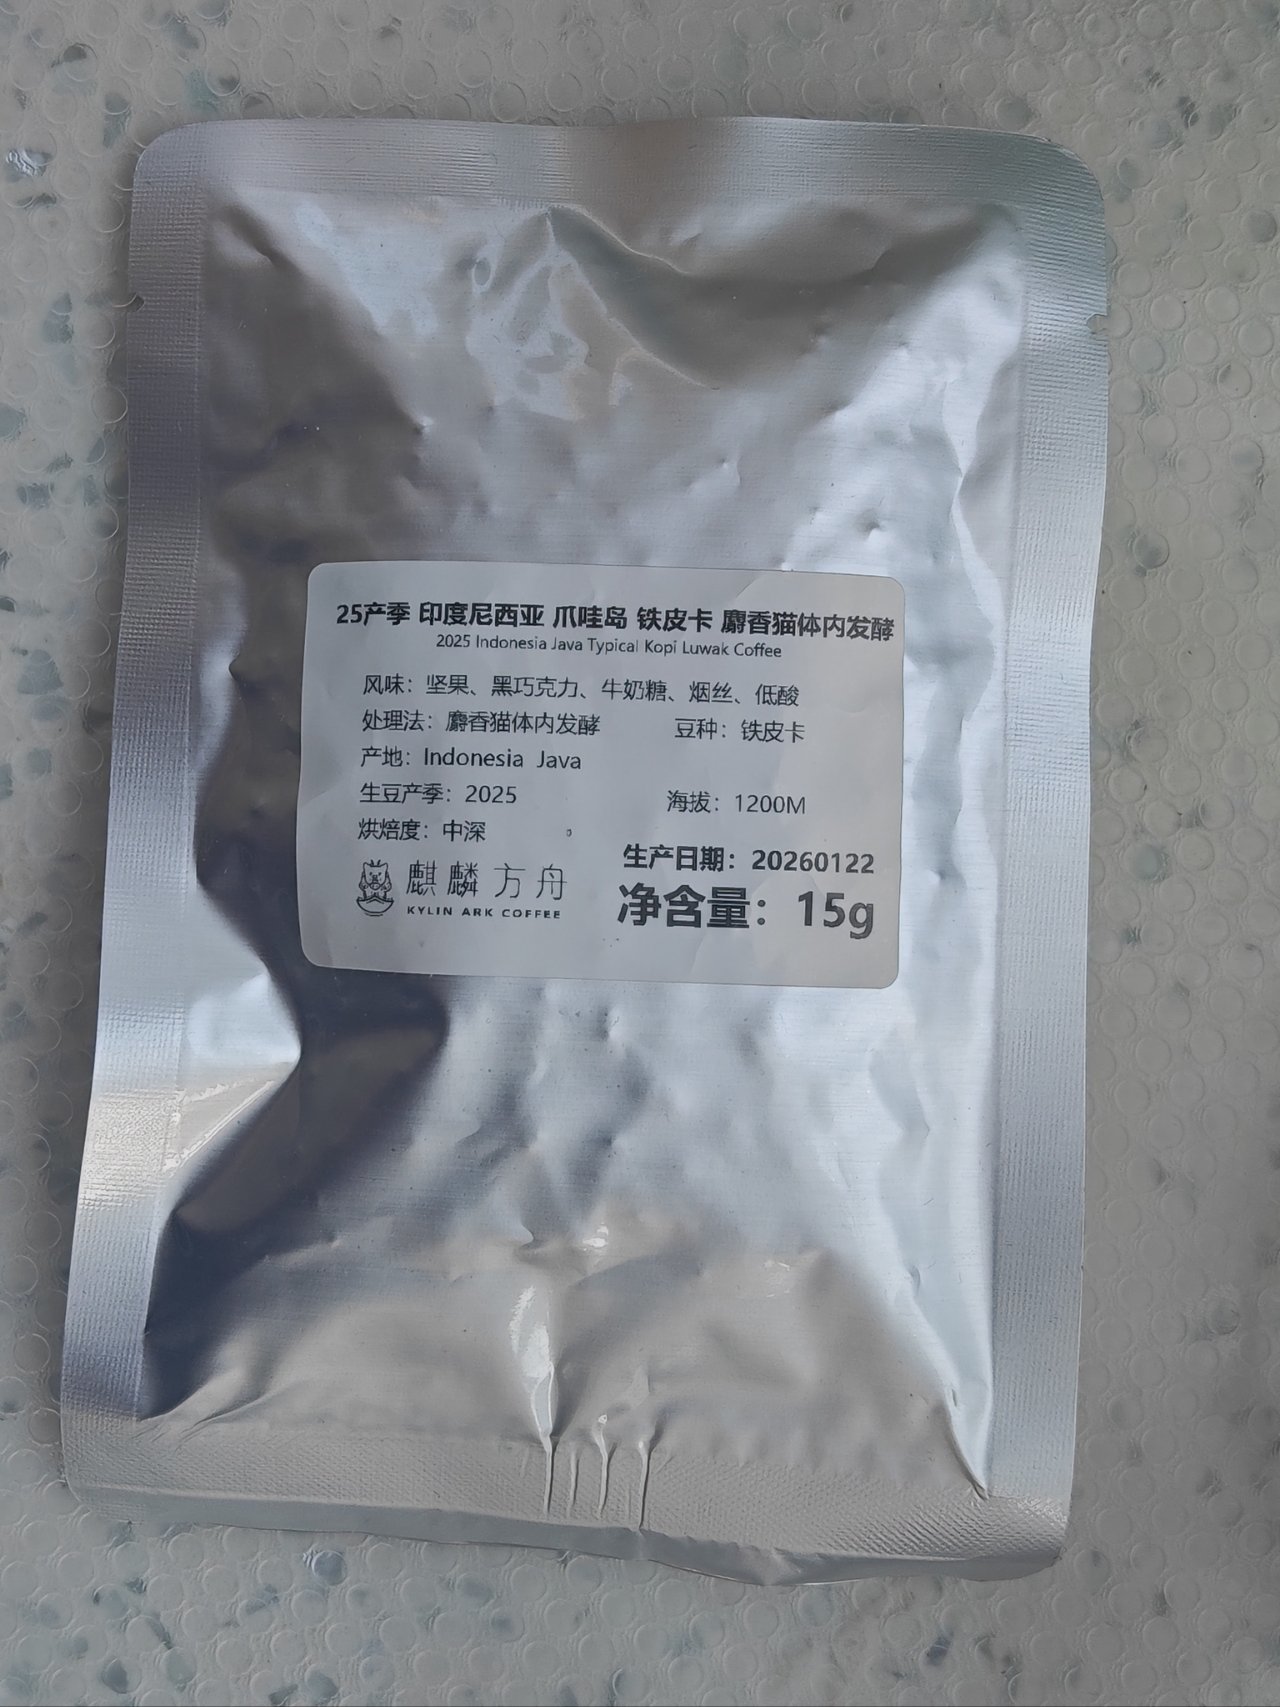 25产季 印度尼西亚 爪哇岛 铁皮卡 麝香猫体内发酵
2025 Indonesia Java Typical Kopi Luwak Coffee
风味：坚果、黑巧克力、牛奶糖、烟丝、低酸
处理法：麝香猫体内发酵 豆种：铁皮卡
产地：Indonesia Java
生豆产季：2025 海拔：1200M
烘焙度：中深
生产日期：20260122
麒麟方舟
KYLIN ARK COFFEE
净含量：15g